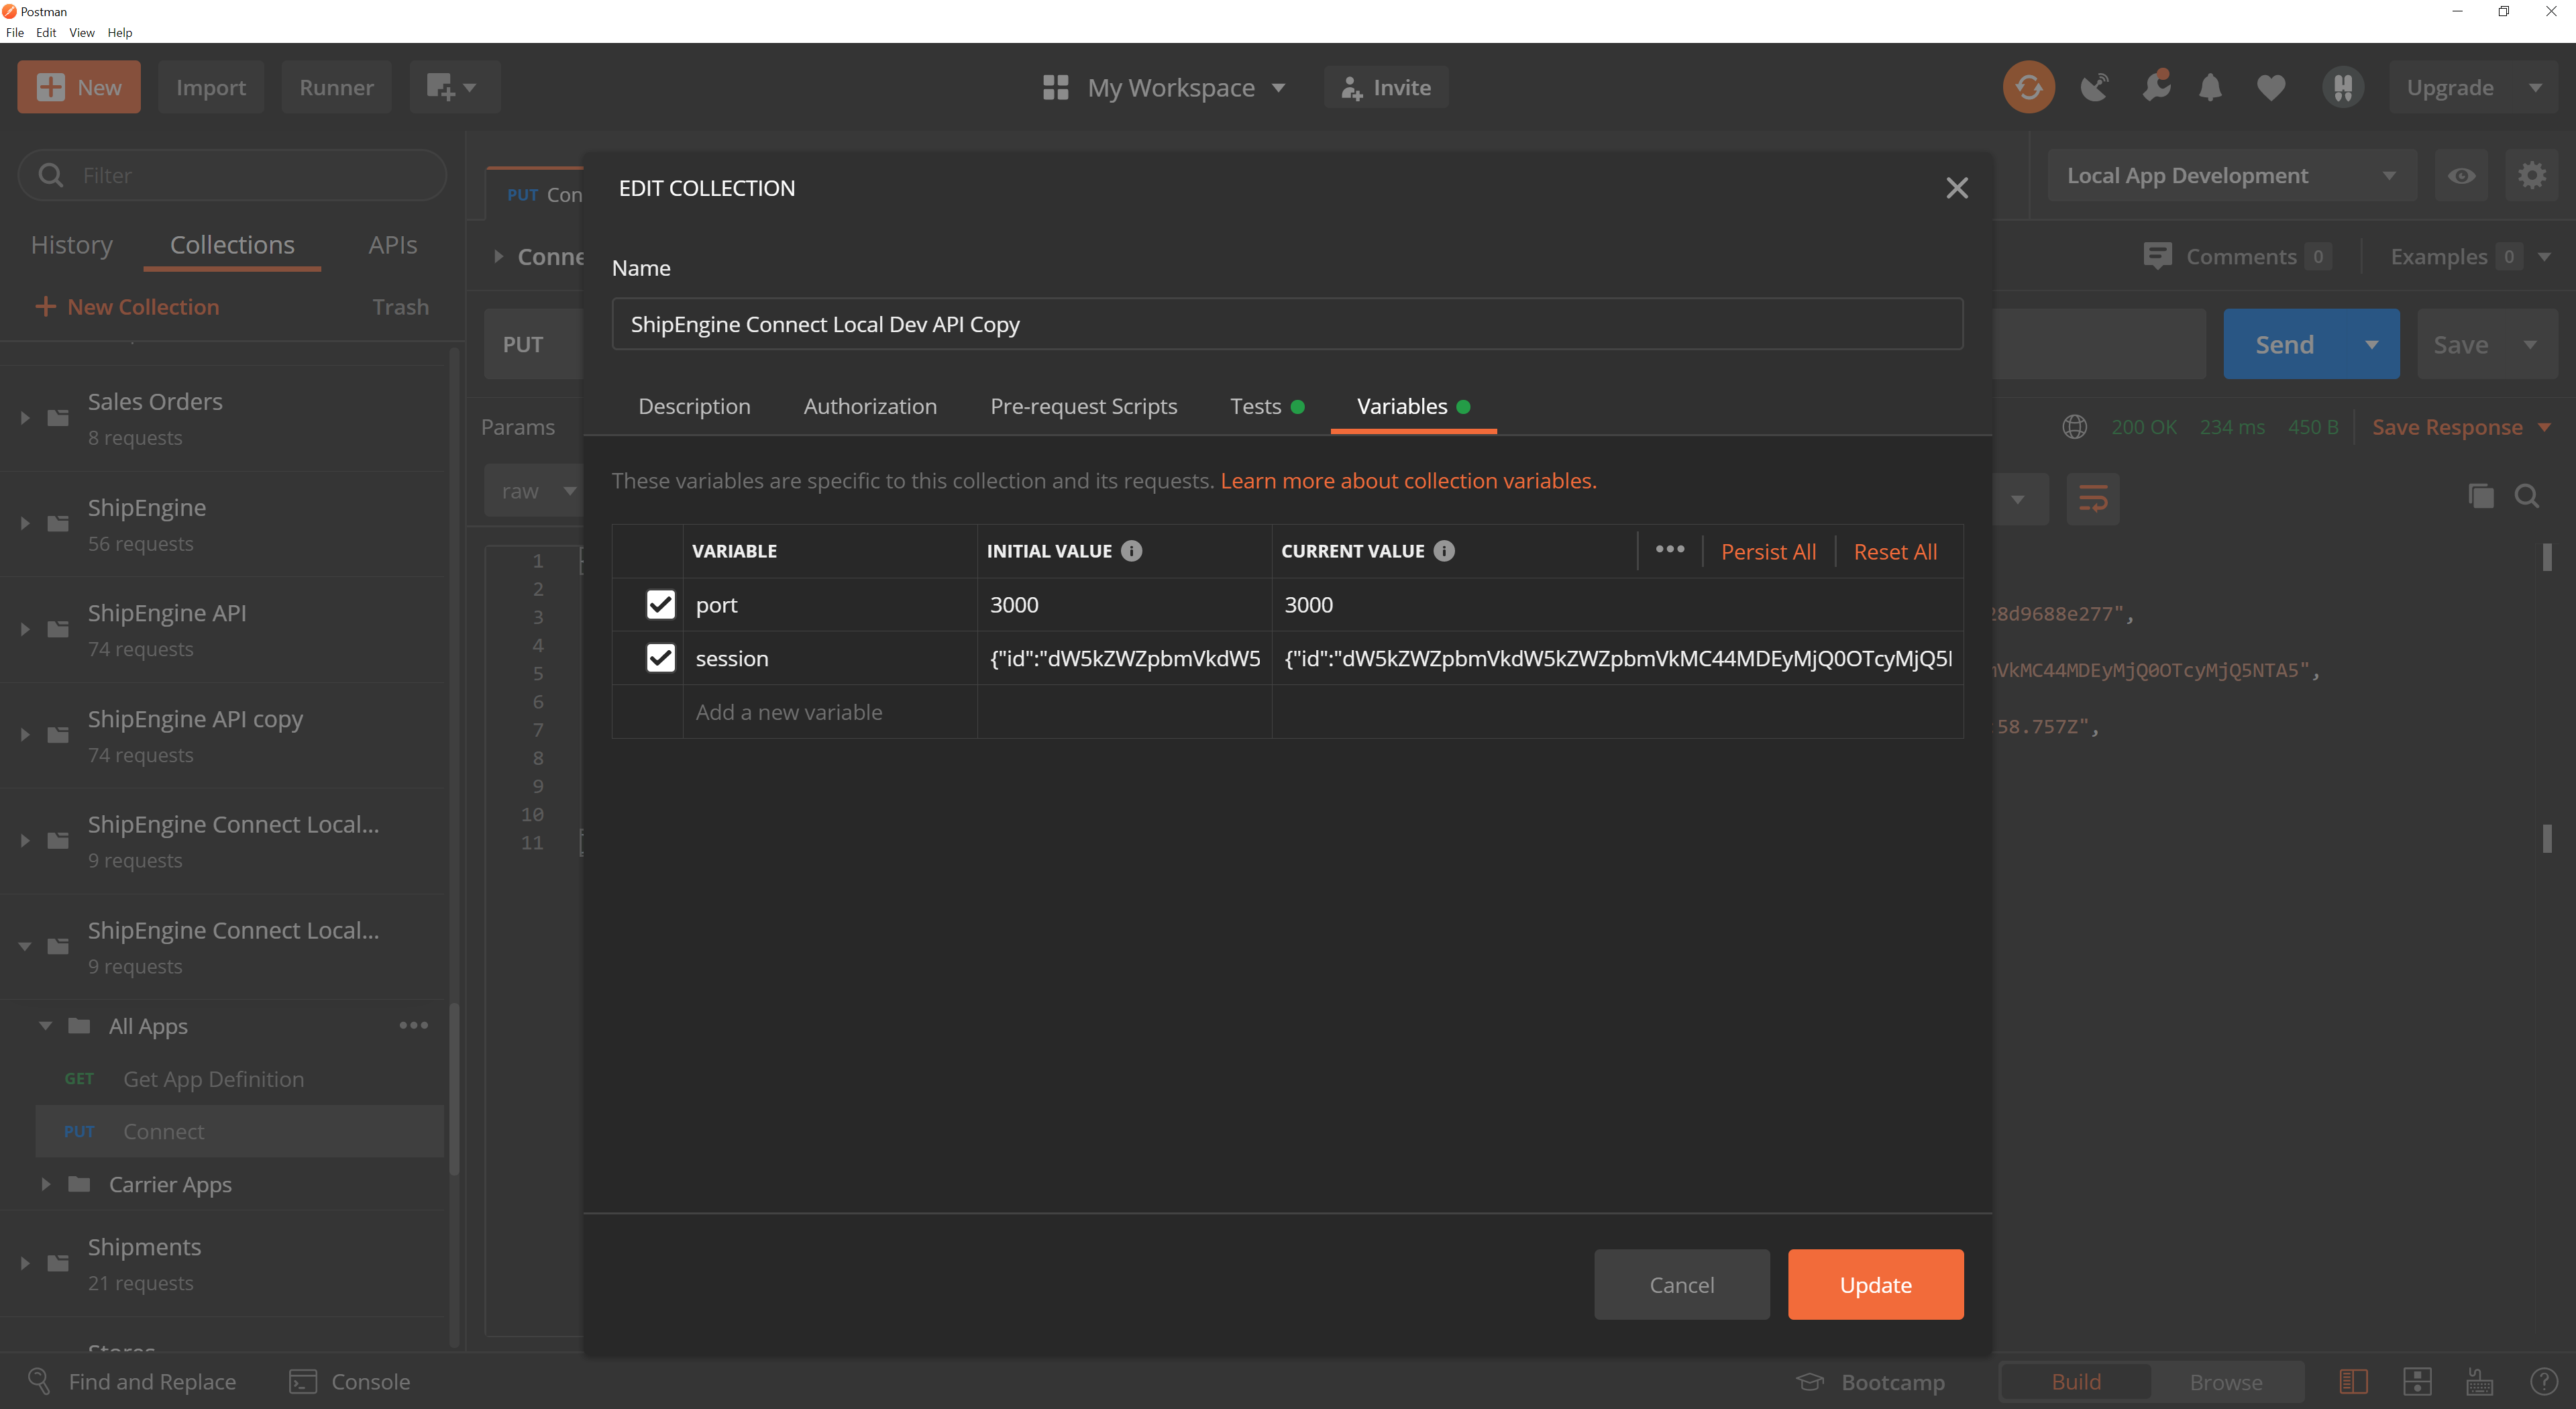 Postman
File Edit View Help
New Import Runner My Workspace Invite Upgrade
Filter
Local App Development
History Collections APIs
New Collection Trash
Sales Orders
8 requests
ShipEngine
56 requests
ShipEngine API
74 requests
ShipEngine API copy
74 requests
ShipEngine Connect Local...
9 requests
ShipEngine Connect Local...
9 requests
All Apps
GET Get App Definition
PUT Connect
Carrier Apps
Shipments
21 requests
PUT Con
Conne
PUT
Params
raw
1
2
3
4
5
6
7
8
9
10
11
EDIT COLLECTION
Name
ShipEngine Connect Local Dev API Copy
Description Authorization Pre-request Scripts Tests Variables
These variables are specific to this collection and its requests. Learn more about collection variables.
VARIABLE INITIAL VALUE CURRENT VALUE Persist All Reset All
port 3000 3000
session {"id":"dW5kZWZpbmVkdW5 {"id":"dW5kZWZpbmVkdW5kZWZpbmVkMC44MDEyMjQ0OTcyMjQ5
Add a new variable
Cancel Update
Comments 0 Examples 0
Send Save
200 OK 234 ms 450 B Save Response
28d9688e277",
VkMC44MDEyMjQ0OTcyMjQ5NTA5",
:58.757Z",
Find and Replace Console Bootcamp Build Browse